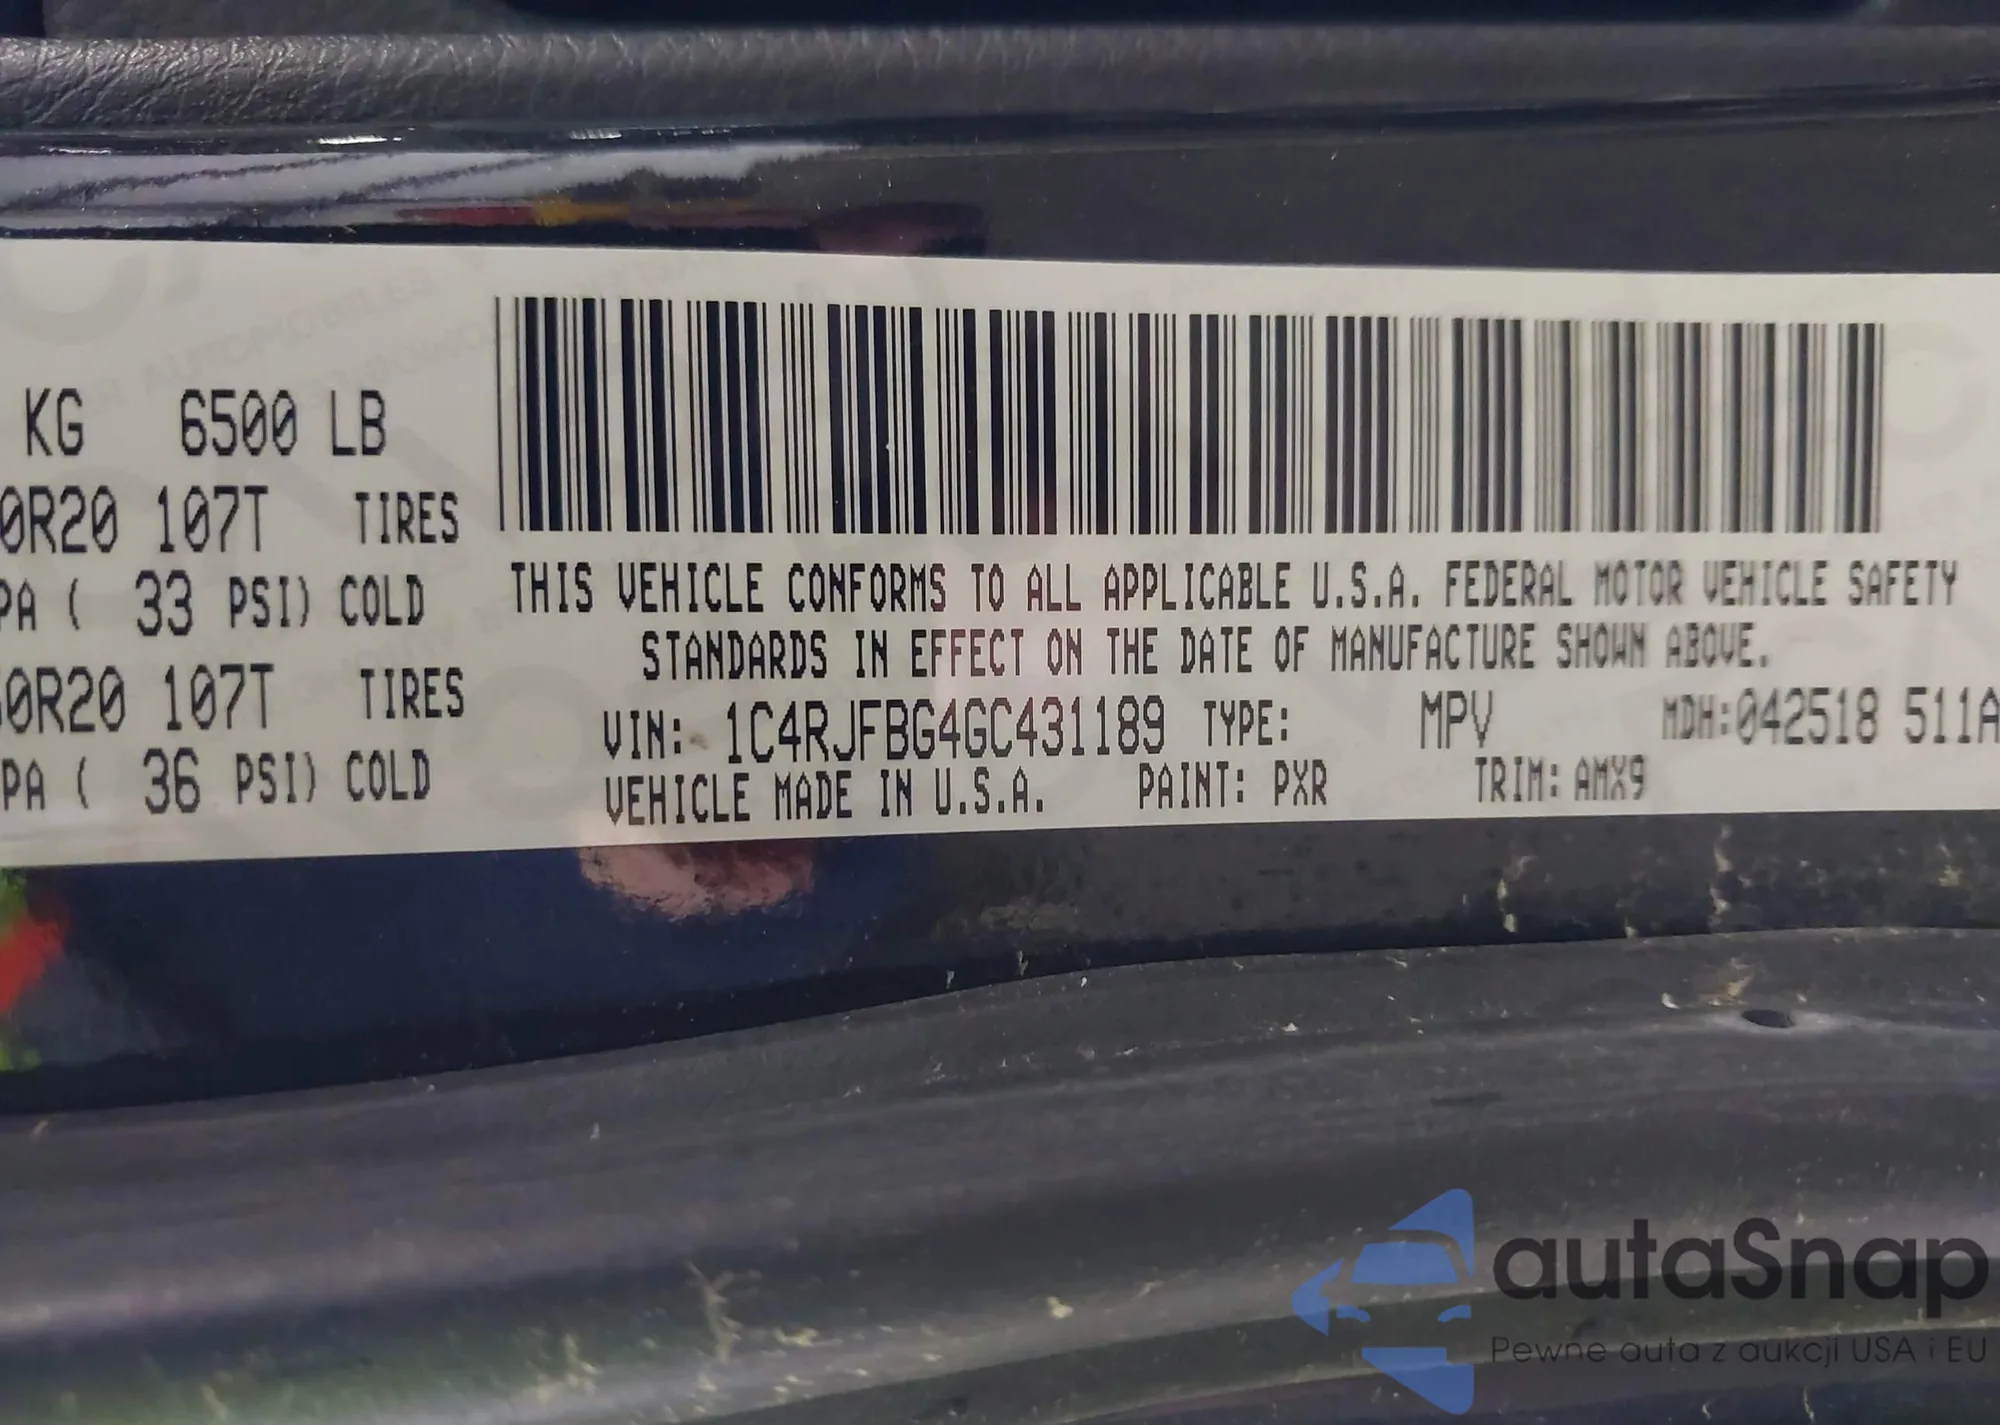 KG 6500 LB
0R20 107T TIRES
PA ( 33 PSI) COLD
50R20 107T TIRES
PA ( 36 PSI) COLD
THIS VEHICLE CONFORMS TO ALL APPLICABLE U.S.A. FEDERAL MOTOR VEHICLE SAFETY
STANDARDS IN EFFECT ON THE DATE OF MANUFACTURE SHOWN ABOVE.
VIN: 1C4RJFBG4GC431189 TYPE: MPV MDH:042518 511A
VEHICLE MADE IN U.S.A. PAINT: PXR TRIM: AMX9
autaSnap
Pewne auta z aukcji USA i EU